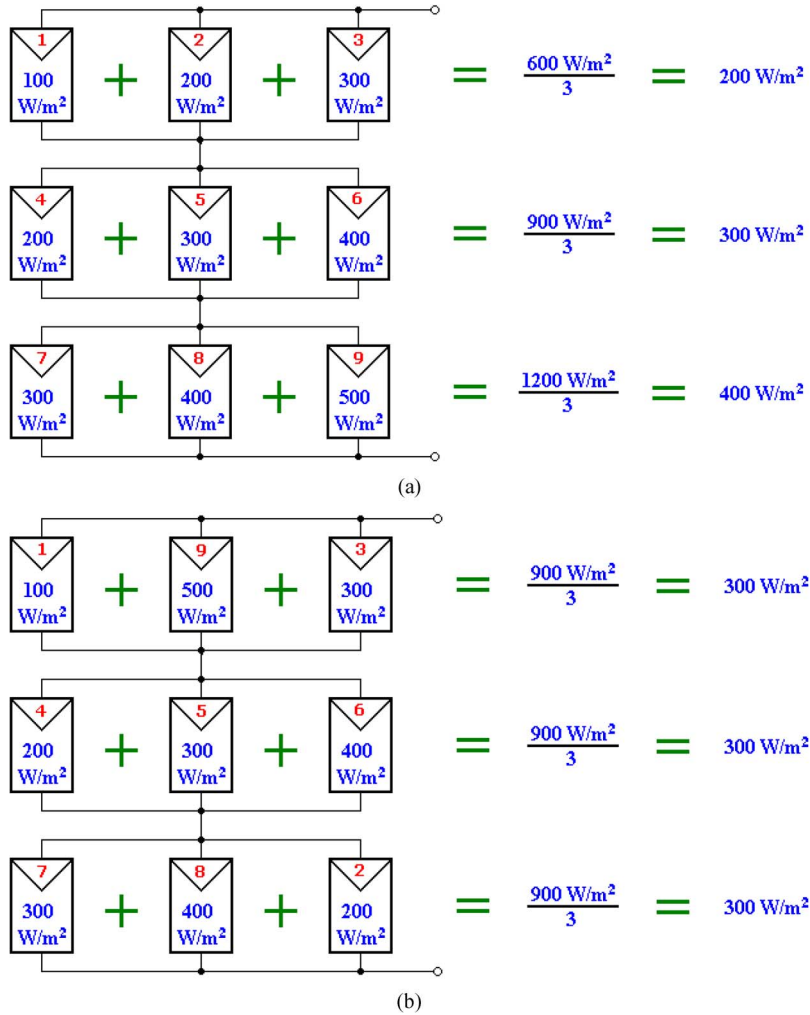 1 2 3
100 W/m² + 200 W/m² + 300 W/m² = 600 W/m² / 3 = 200 W/m²
4 5 6
200 W/m² + 300 W/m² + 400 W/m² = 900 W/m² / 3 = 300 W/m²
7 8 9
300 W/m² + 400 W/m² + 500 W/m² = 1200 W/m² / 3 = 400 W/m²
(a)
1 9 3
100 W/m² + 500 W/m² + 300 W/m² = 900 W/m² / 3 = 300 W/m²
4 5 6
200 W/m² + 300 W/m² + 400 W/m² = 900 W/m² / 3 = 300 W/m²
7 8 2
300 W/m² + 400 W/m² + 200 W/m² = 900 W/m² / 3 = 300 W/m²
(b)